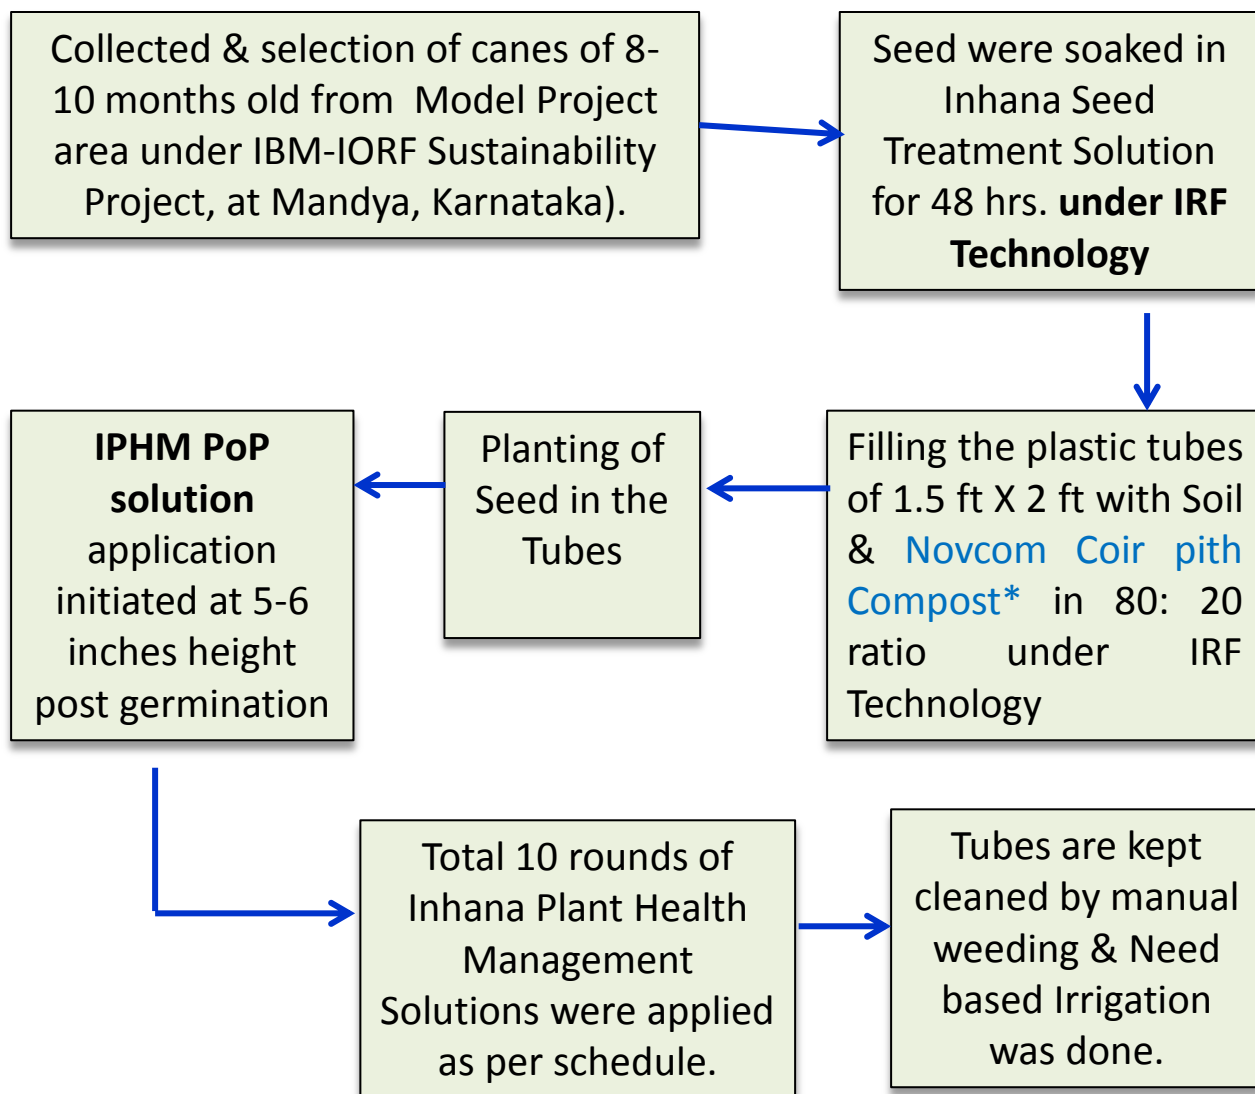 Collected & selection of canes of 8-
10 months old from Model Project
area under IBM-IORF Sustainability
Project, at Mandya, Karnataka).
Seed were soaked in
Inhana Seed
Treatment Solution
for 48 hrs. under IRF
Technology
Filling the plastic tubes
of 1.5 ft X 2 ft with Soil
& Novcom Coir pith
Compost* in 80: 20
ratio under IRF
Technology
Planting of
Seed in the
Tubes
IPHM PoP
solution
application
initiated at 5-6
inches height
post germination
Total 10 rounds of
Inhana Plant Health
Management
Solutions were applied
as per schedule.
Tubes are kept
cleaned by manual
weeding & Need
based Irrigation
was done.